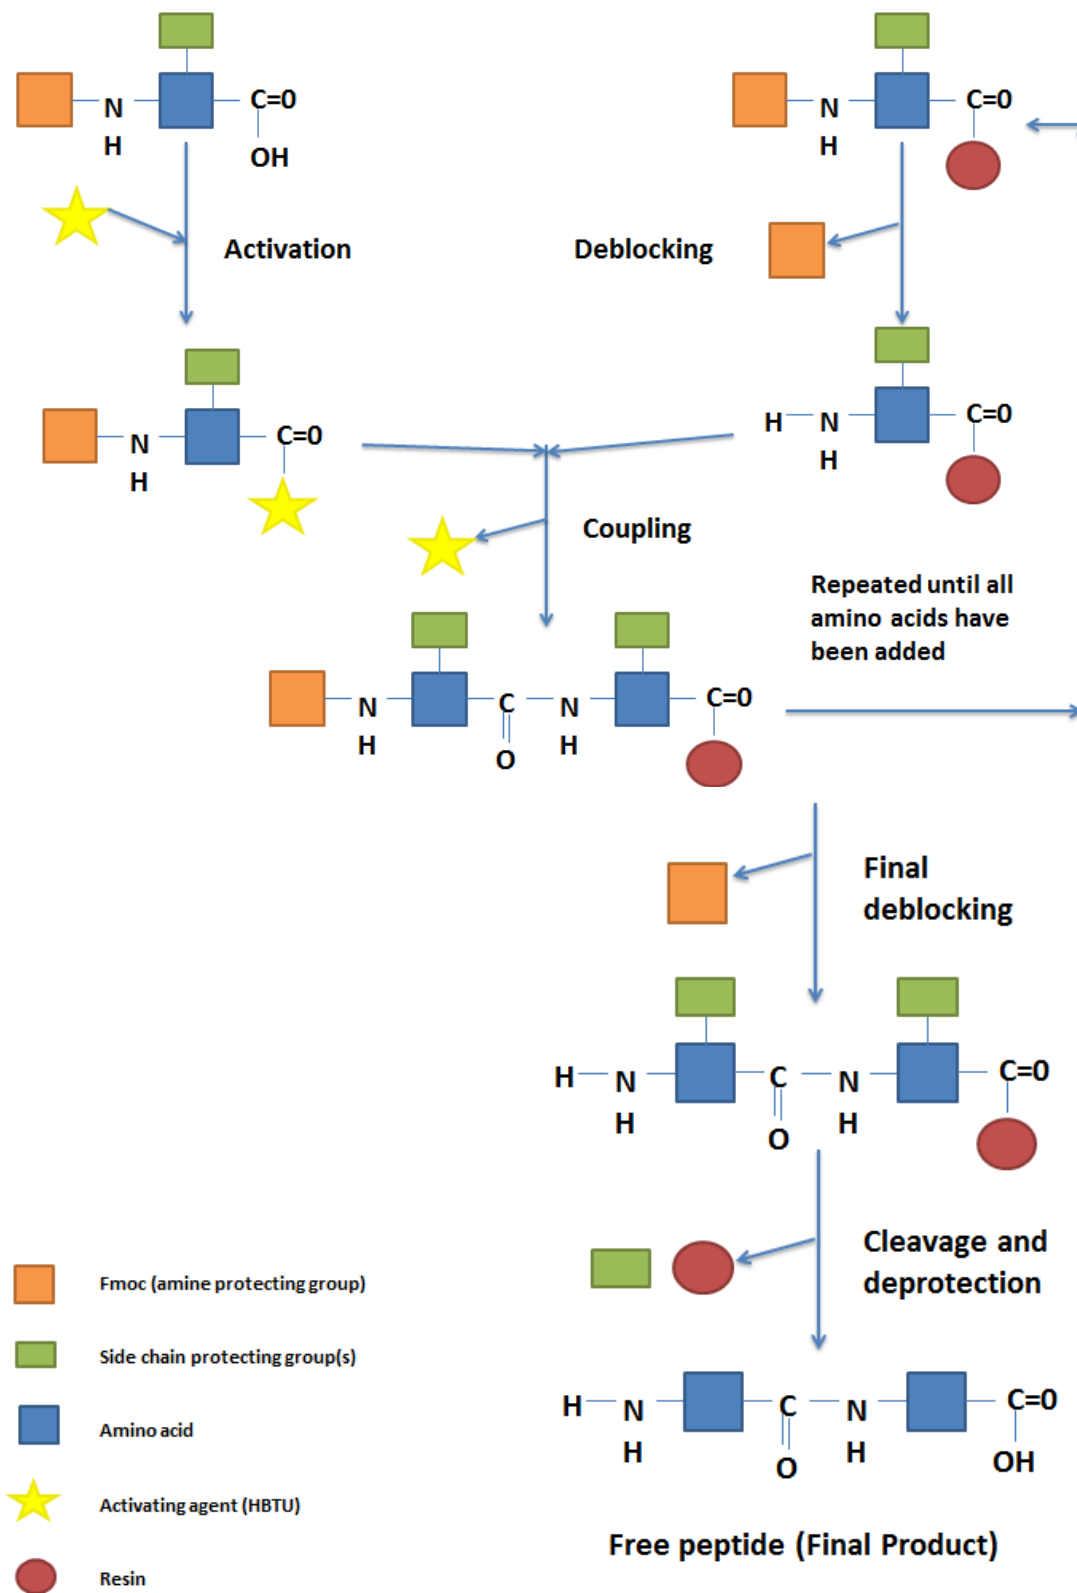 N
H
C=0
OH
N
H
C=0
Activation
Deblocking
N
H
C=0
H
N
H
C=0
Coupling
Repeated until all
amino acids have
been added
N
H
C
O
N
H
C=0
Final
deblocking
H
N
H
C
O
N
H
C=0
Cleavage and
deprotection
H
N
H
C
O
N
H
C=0
OH
Free peptide (Final Product)
Fmoc (amine protecting group)
Side chain protecting group(s)
Amino acid
Activating agent (HBTU)
Resin